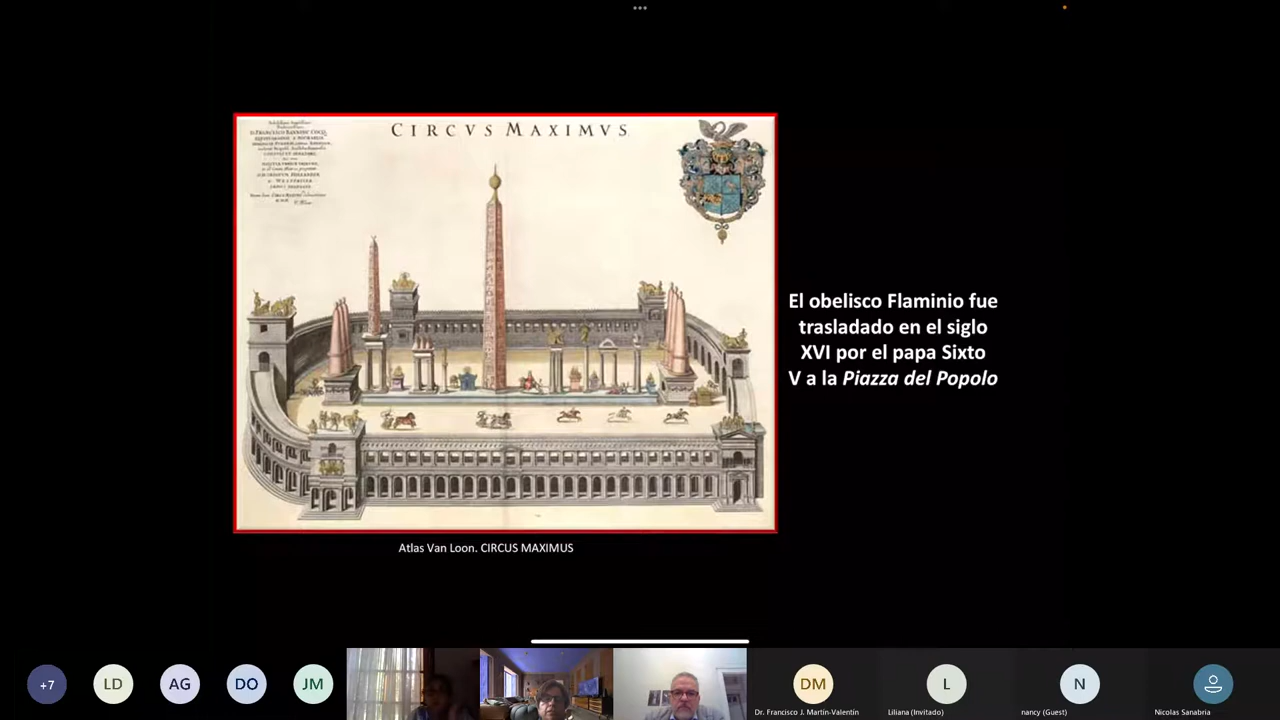 CIRCVS MAXIMVS
El obelisco Flaminio fue
trasladado en el siglo
XVI por el papa Sixto
V a la Piazza del Popolo
Atlas Van Loon. CIRCUS MAXIMUS
+7
LD
AG
DO
JM
DM
L
N
Dr. Francisco J. Martín-Valentín
Liliana (Invitado)
nancy (Guest)
Nicolas Sanabria